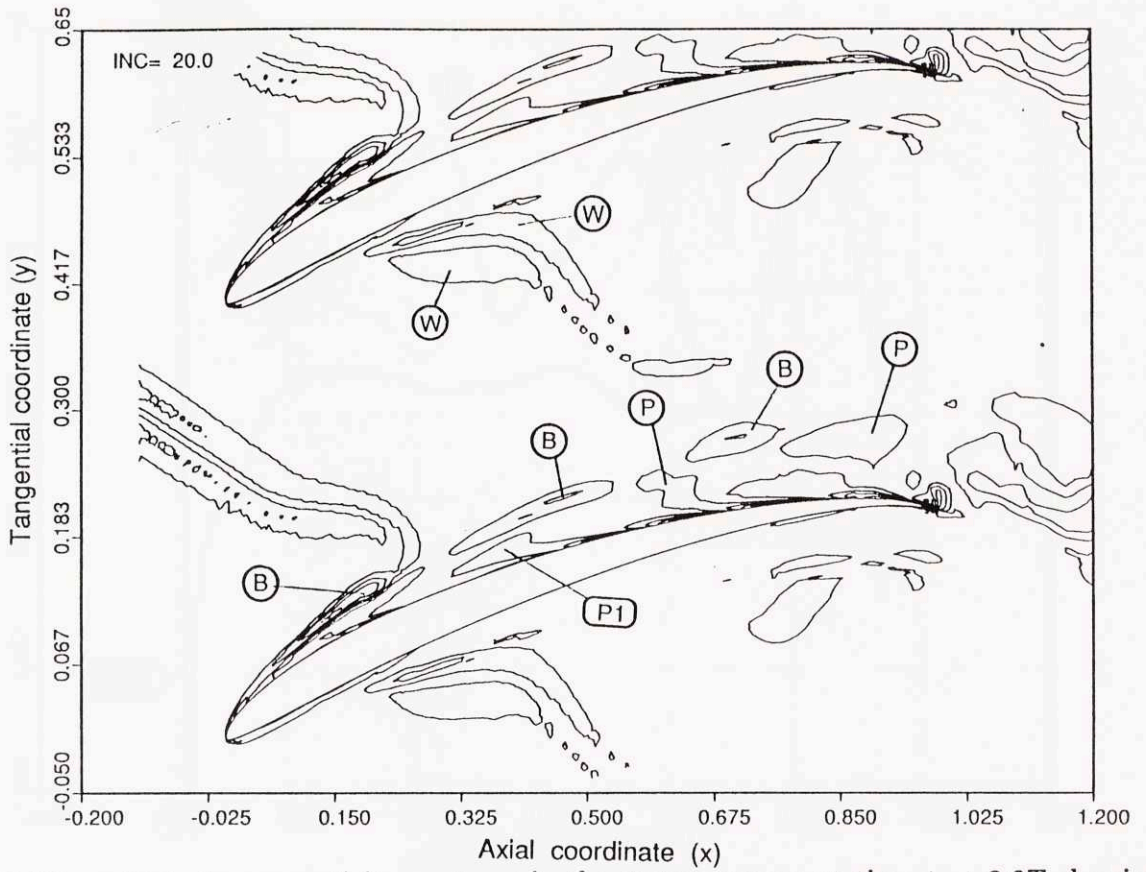 0.65
INC= 20.0
0.533
W
0.417
W
Tangential coordinate (y)
P
B
0.300
P
B
0.183
B
P1
0.067
-0.050
-0.200 -0.025 0.150 0.325 0.500 0.675 0.850 1.025 1.200
Axial coordinate (x)